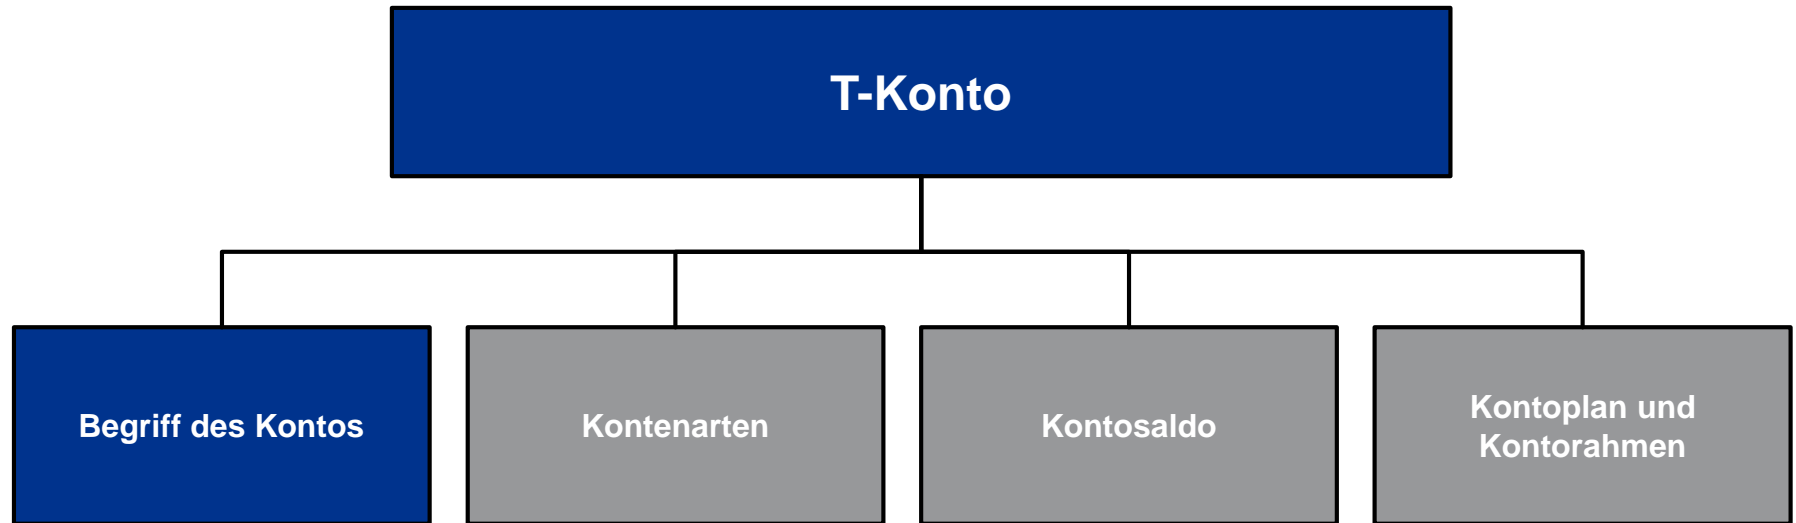 T-Konto
Begriff des Kontos
Kontenarten
Kontosaldo
Kontoplan und
Kontorahmen